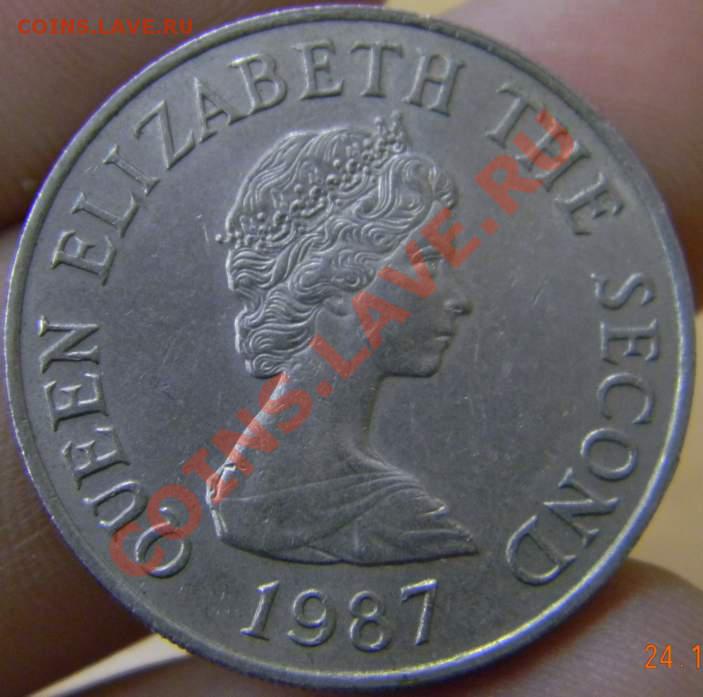 COINS.LAVE.RU
QUEEN ELIZABETH THE SECOND
COINS.LAVE.RU
1987
24.1